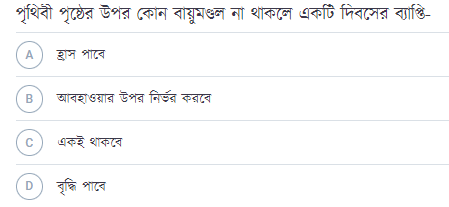 পৃথিবী পৃষ্ঠের উপর কোন বায়ুমণ্ডল না থাকলে একটি দিবসের ব্যাপ্তি-
A হ্রাস পাবে
B আবহাওয়ার উপর নির্ভর করবে
C একই থাকবে
D বৃদ্ধি পাবে